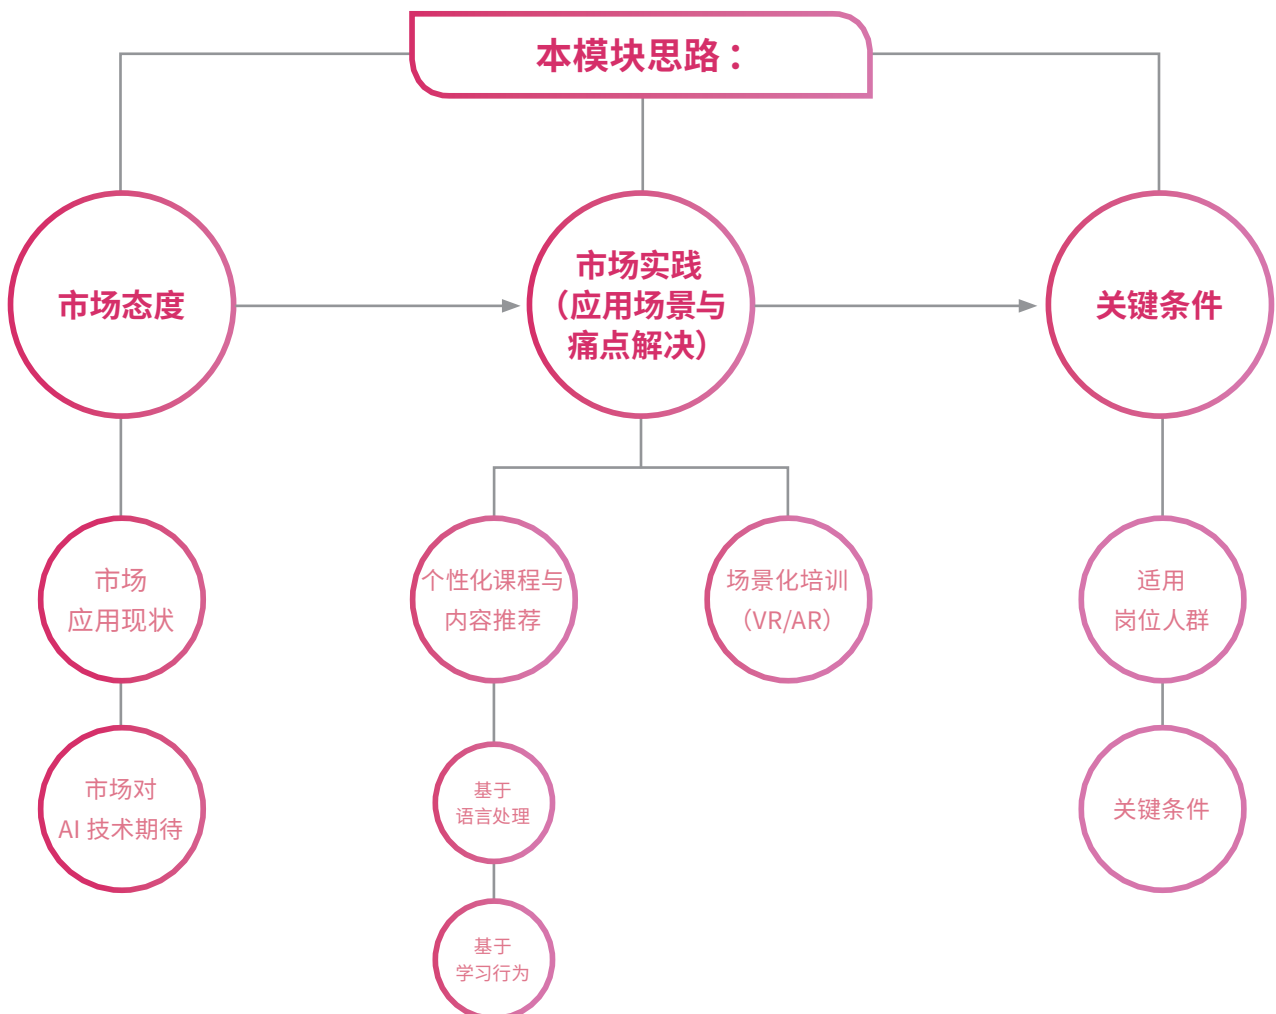 本模块思路：
市场态度
市场实践
（应用场景与
痛点解决）
关键条件
市场
应用现状
个性化课程与
内容推荐
场景化培训
（VR/AR）
适用
岗位人群
市场对
AI 技术期待
基于
语言处理
关键条件
基于
学习行为